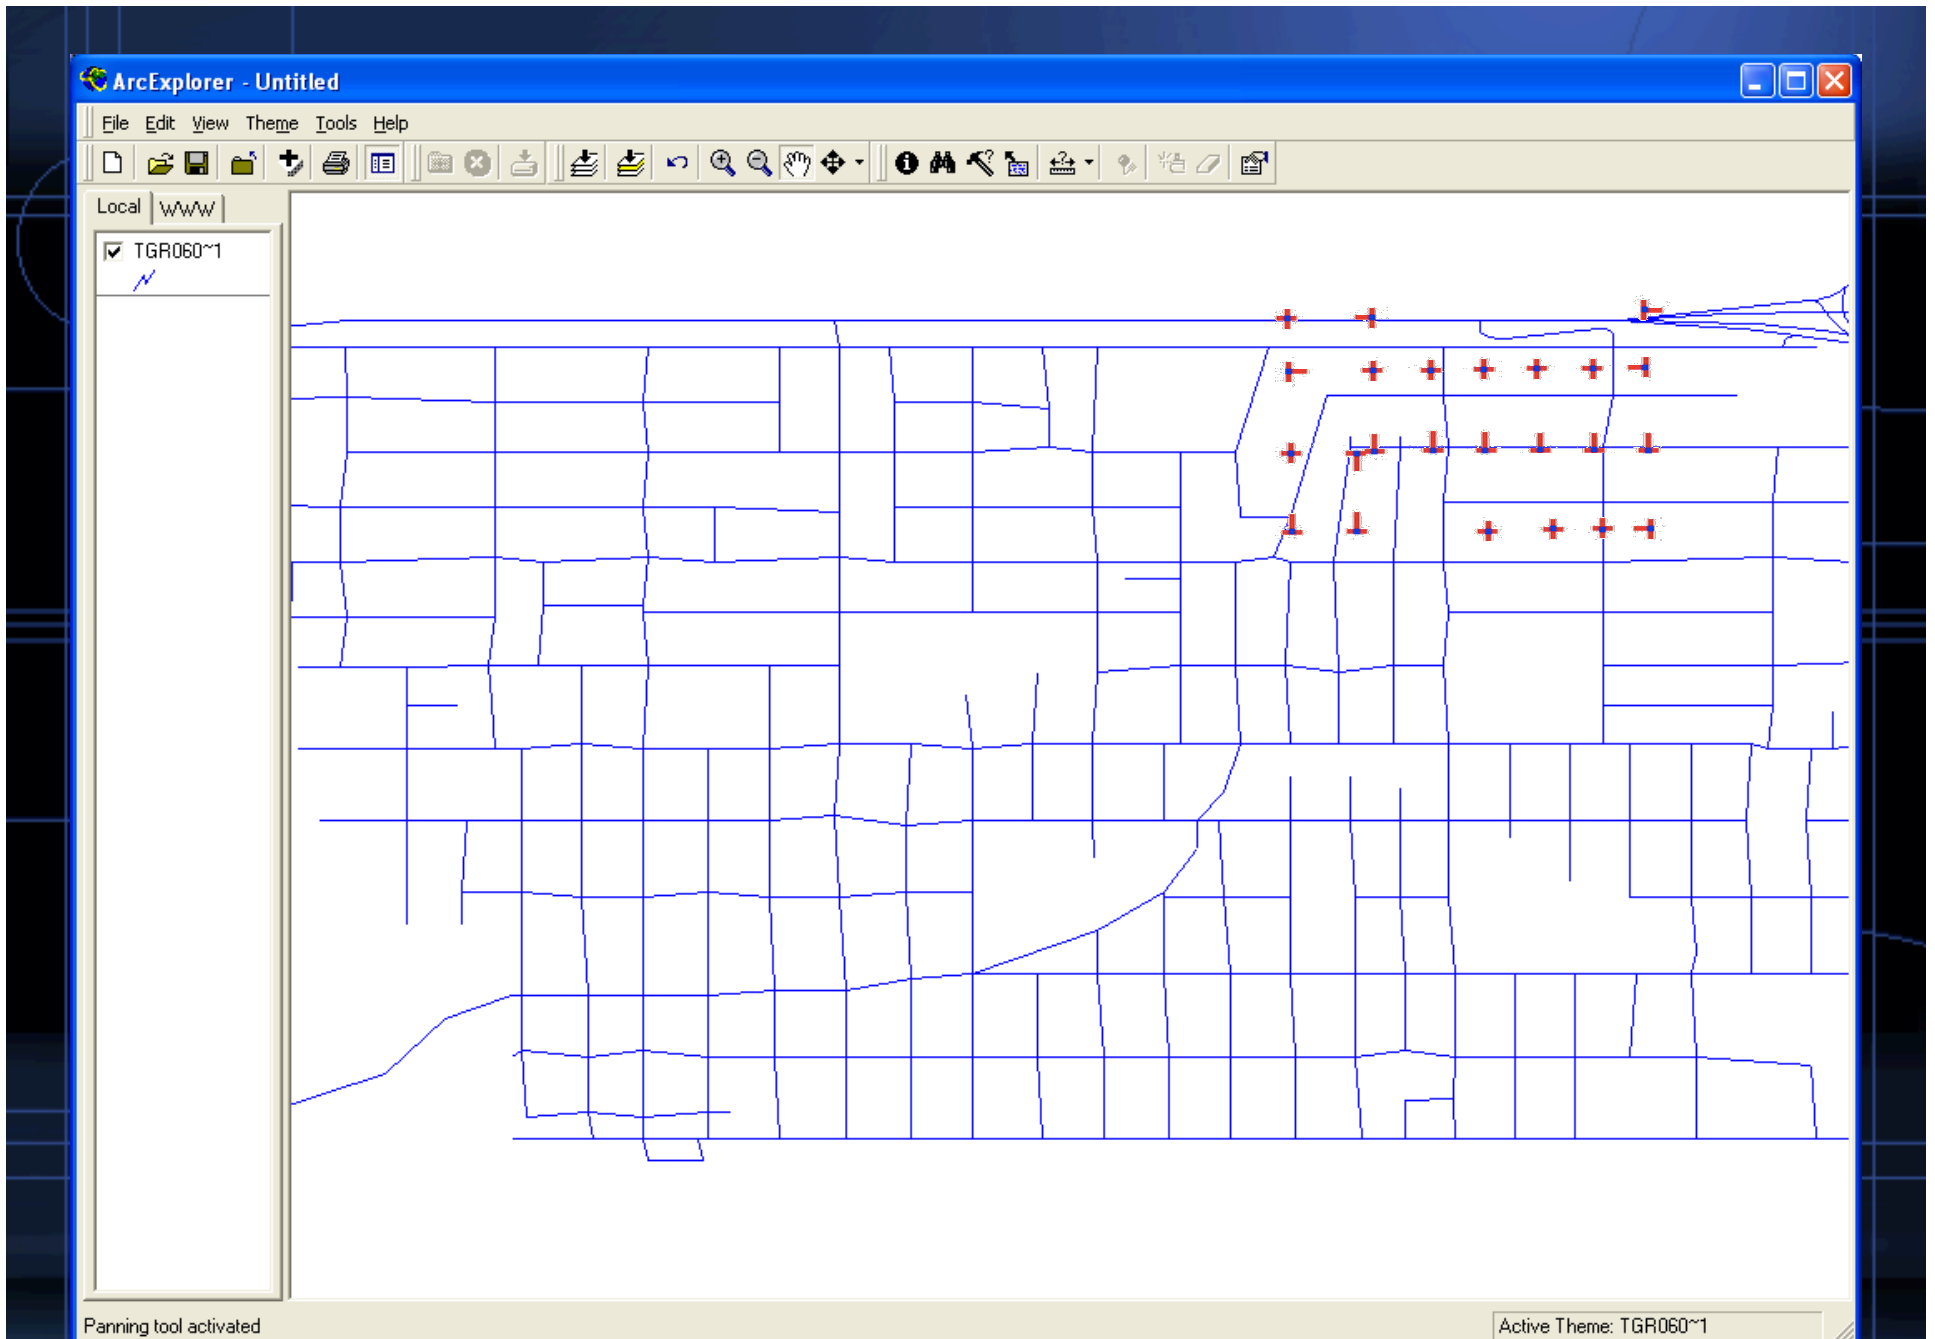 ArcExplorer - Untitled
File Edit View Theme Tools Help
Local WWW
TGR060~1
Panning tool activated
Active Theme: TGR060~1